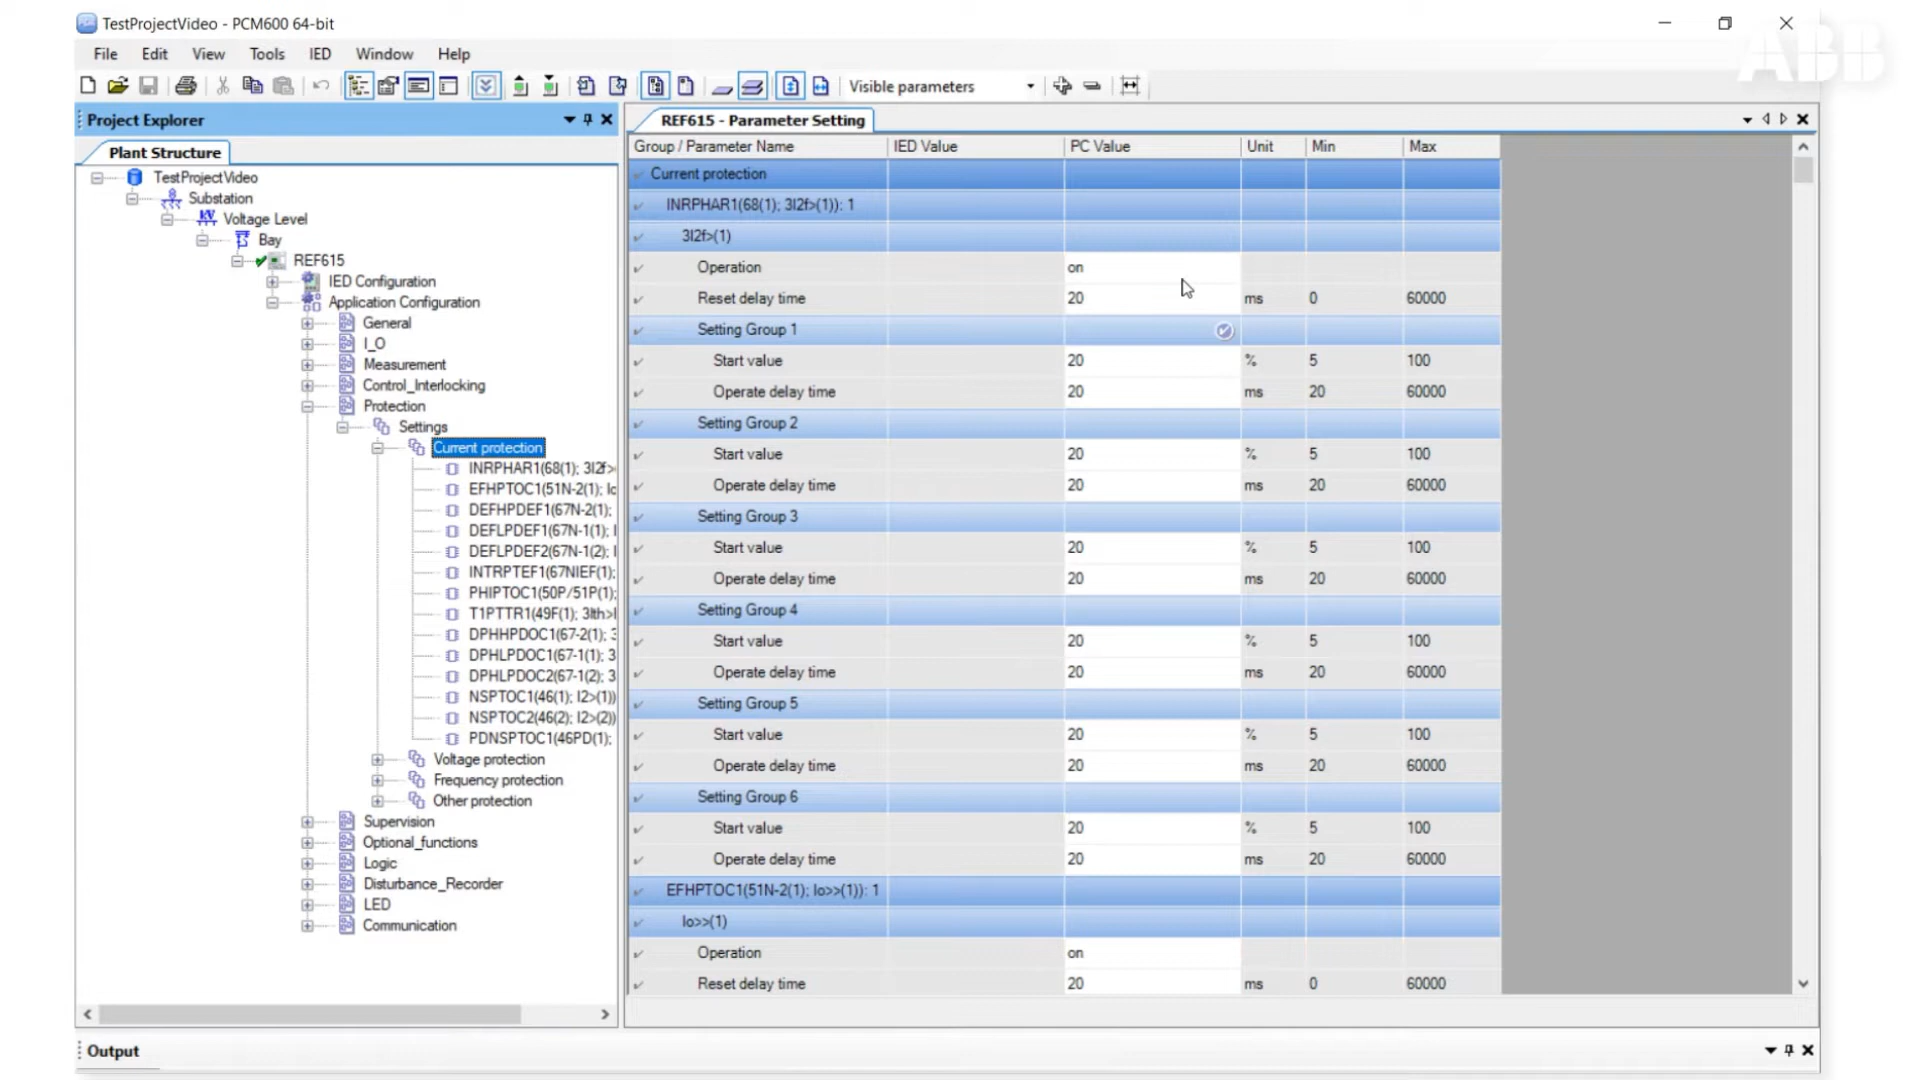 TestProjectVideo - PCM600 64-bit
ABB
File Edit View Tools IED Window Help
Visible parameters
Project Explorer
Plant Structure
TestProjectVideo
Substation
Voltage Level
Bay
REF615
IED Configuration
Application Configuration
General
I_O
Measurement
Control_Interlocking
Protection
Settings
Current protection
INRPHAR1(68(1); 3I2f>
EFHPTOC1(51N-2(1); Io
DEFHPDEF1(67N-2(1);
DEFLPDEF1(67N-1(1); I
DEFLPDEF2(67N-1(2); I
INTRPTEF1(67NIEF(1);
PHIPTOC1(50P/51P(1);
T1PTTR1(49F(1); 3Ith>
DPHHPDOC1(67-2(1); 3
DPHLPDOC1(67-1(1); 3
DPHLPDOC2(67-1(2); 3
NSPTOC1(46(1); I2>(1))
NSPTOC2(46(2); I2>(2))
PDNSPTOC1(46PD(1);
Voltage protection
Frequency protection
Other protection
Supervision
Optional_functions
Logic
Disturbance_Recorder
LED
Communication
REF615 - Parameter Setting
Group / Parameter Name IED Value PC Value Unit Min Max
Current protection
INRPHAR1(68(1); 3I2f>(1)): 1
3I2f>(1)
Operation on
Reset delay time 20 ms 0 60000
Setting Group 1
Start value 20 % 5 100
Operate delay time 20 ms 20 60000
Setting Group 2
Start value 20 % 5 100
Operate delay time 20 ms 20 60000
Setting Group 3
Start value 20 % 5 100
Operate delay time 20 ms 20 60000
Setting Group 4
Start value 20 % 5 100
Operate delay time 20 ms 20 60000
Setting Group 5
Start value 20 % 5 100
Operate delay time 20 ms 20 60000
Setting Group 6
Start value 20 % 5 100
Operate delay time 20 ms 20 60000
EFHPTOC1(51N-2(1); Io>>(1)): 1
Io>>(1)
Operation on
Reset delay time 20 ms 0 60000
Output